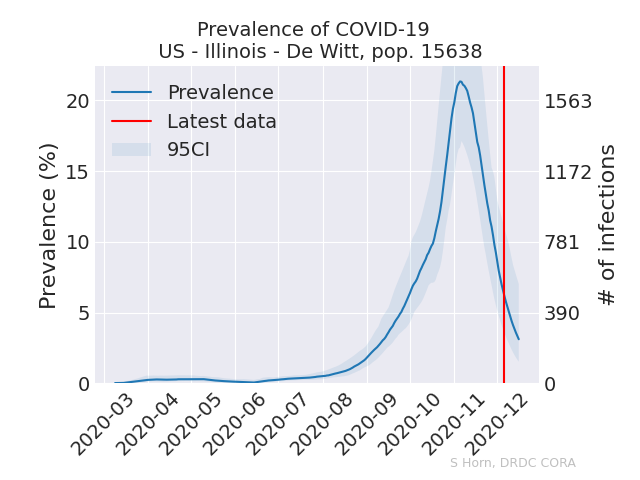 Prevalence of COVID-19
US - Illinois - De Witt, pop. 15638
Prevalence
Latest data
95CI
Prevalence (%)
20
15
10
5
0
1563
1172
781
390
0
# of infections
2020-03
2020-04
2020-05
2020-06
2020-07
2020-08
2020-09
2020-10
2020-11
2020-12
S Horn, DRDC CORA